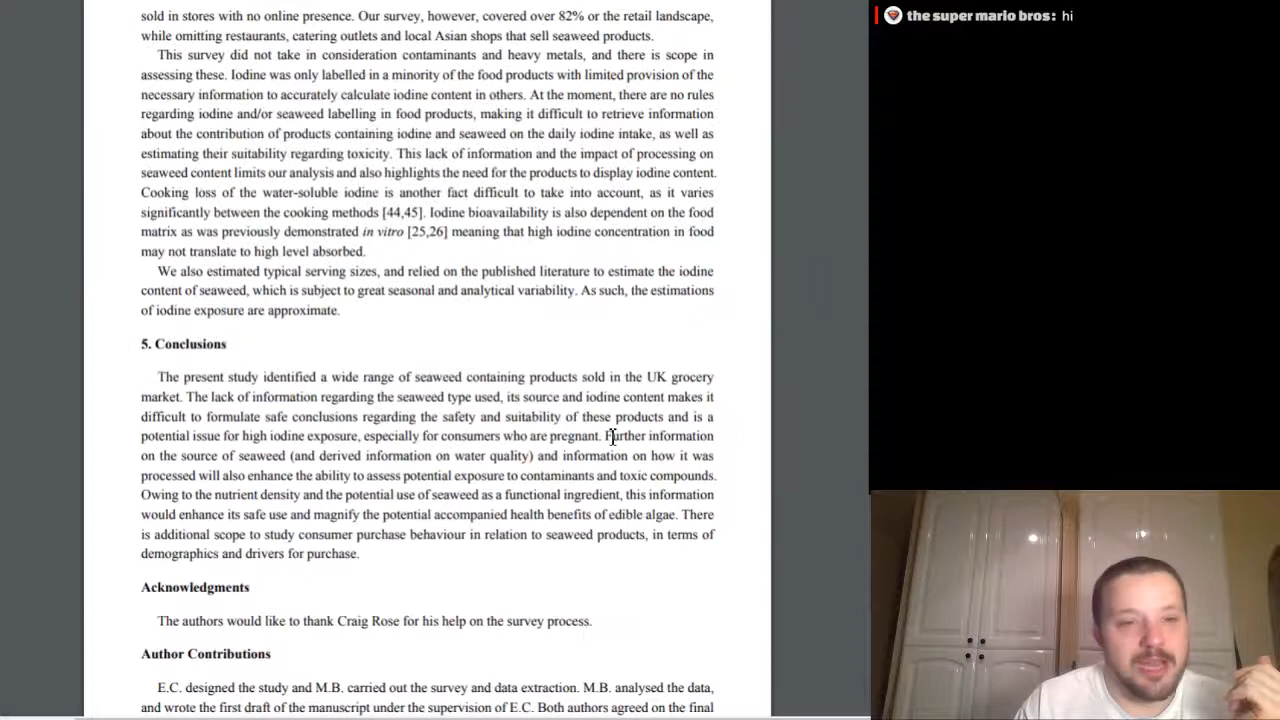 sold in stores with no online presence. Our survey, however, covered over 82% or the retail landscape,
while omitting restaurants, catering outlets and local Asian shops that sell seaweed products.
This survey did not take in consideration contaminants and heavy metals, and there is scope in
assessing these. Iodine was only labelled in a minority of the food products with limited provision of the
necessary information to accurately calculate iodine content in others. At the moment, there are no rules
regarding iodine and/or seaweed labelling in food products, making it difficult to retrieve information
about the contribution of products containing iodine and seaweed on the daily iodine intake, as well as
estimating their suitability regarding toxicity. This lack of information and the impact of processing on
seaweed content limits our analysis and also highlights the need for the products to display iodine content.
Cooking loss of the water-soluble iodine is another fact difficult to take into account, as it varies
significantly between the cooking methods [44,45]. Iodine bioavailability is also dependent on the food
matrix as was previously demonstrated in vitro [25,26] meaning that high iodine concentration in food
may not translate to high level absorbed.
We also estimated typical serving sizes, and relied on the published literature to estimate the iodine
content of seaweed, which is subject to great seasonal and analytical variability. As such, the estimations
of iodine exposure are approximate.
5. Conclusions
The present study identified a wide range of seaweed containing products sold in the UK grocery
market. The lack of information regarding the seaweed type used, its source and iodine content makes it
difficult to formulate safe conclusions regarding the safety and suitability of these products and is a
potential issue for high iodine exposure, especially for consumers who are pregnant. Further information
on the source of seaweed (and derived information on water quality) and information on how it was
processed will also enhance the ability to assess potential exposure to contaminants and toxic compounds.
Owing to the nutrient density and the potential use of seaweed as a functional ingredient, this information
would enhance its safe use and magnify the potential accompanied health benefits of edible algae. There
is additional scope to study consumer purchase behaviour in relation to seaweed products, in terms of
demographics and drivers for purchase.
Acknowledgments
The authors would like to thank Craig Rose for his help on the survey process.
Author Contributions
E.C. designed the study and M.B. carried out the survey and data extraction. M.B. analysed the data,
and wrote the first draft of the manuscript under the supervision of E.C. Both authors agreed on the final
the super mario bros: hi